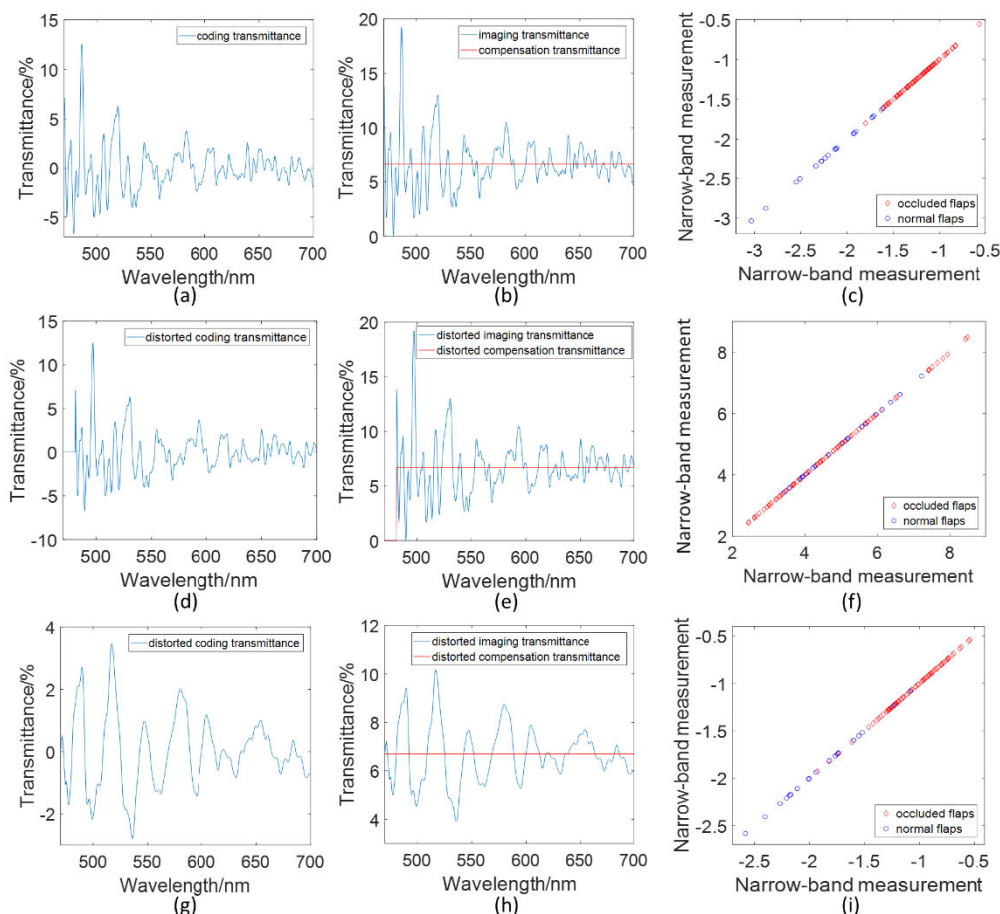 coding transmittance
15
10
5
0
-5
500 550 600 650 700
Transmittance/%
Wavelength/nm
(a)
imaging transmittance
compensation transmittance
20
15
10
5
0
500 550 600 650 700
Transmittance/%
Wavelength/nm
(b)
-0.5
-1
-1.5
-2
-2.5
-3
-3 -2.5 -2 -1.5 -1 -0.5
Narrow-band measurement
occluded flaps
normal flaps
Narrow-band measurement
(c)
distorted coding transmittance
15
10
5
0
-5
-10
500 550 600 650 700
Transmittance/%
Wavelength/nm
(d)
distorted imaging transmittance
distorted compensation transmittance
20
15
10
5
0
500 550 600 650 700
Transmittance/%
Wavelength/nm
(e)
8
6
4
2
2 4 6 8
Narrow-band measurement
occluded flaps
normal flaps
Narrow-band measurement
(f)
distorted coding transmittance
4
2
0
-2
500 550 600 650 700
Transmittance/%
Wavelength/nm
(g)
distorted imaging transmittance
distorted compensation transmittance
12
10
8
6
4
500 550 600 650 700
Transmittance/%
Wavelength/nm
(h)
-0.5
-1
-1.5
-2
-2.5
-2.5 -2 -1.5 -1 -0.5
Narrow-band measurement
occluded flaps
normal flaps
Narrow-band measurement
(i)